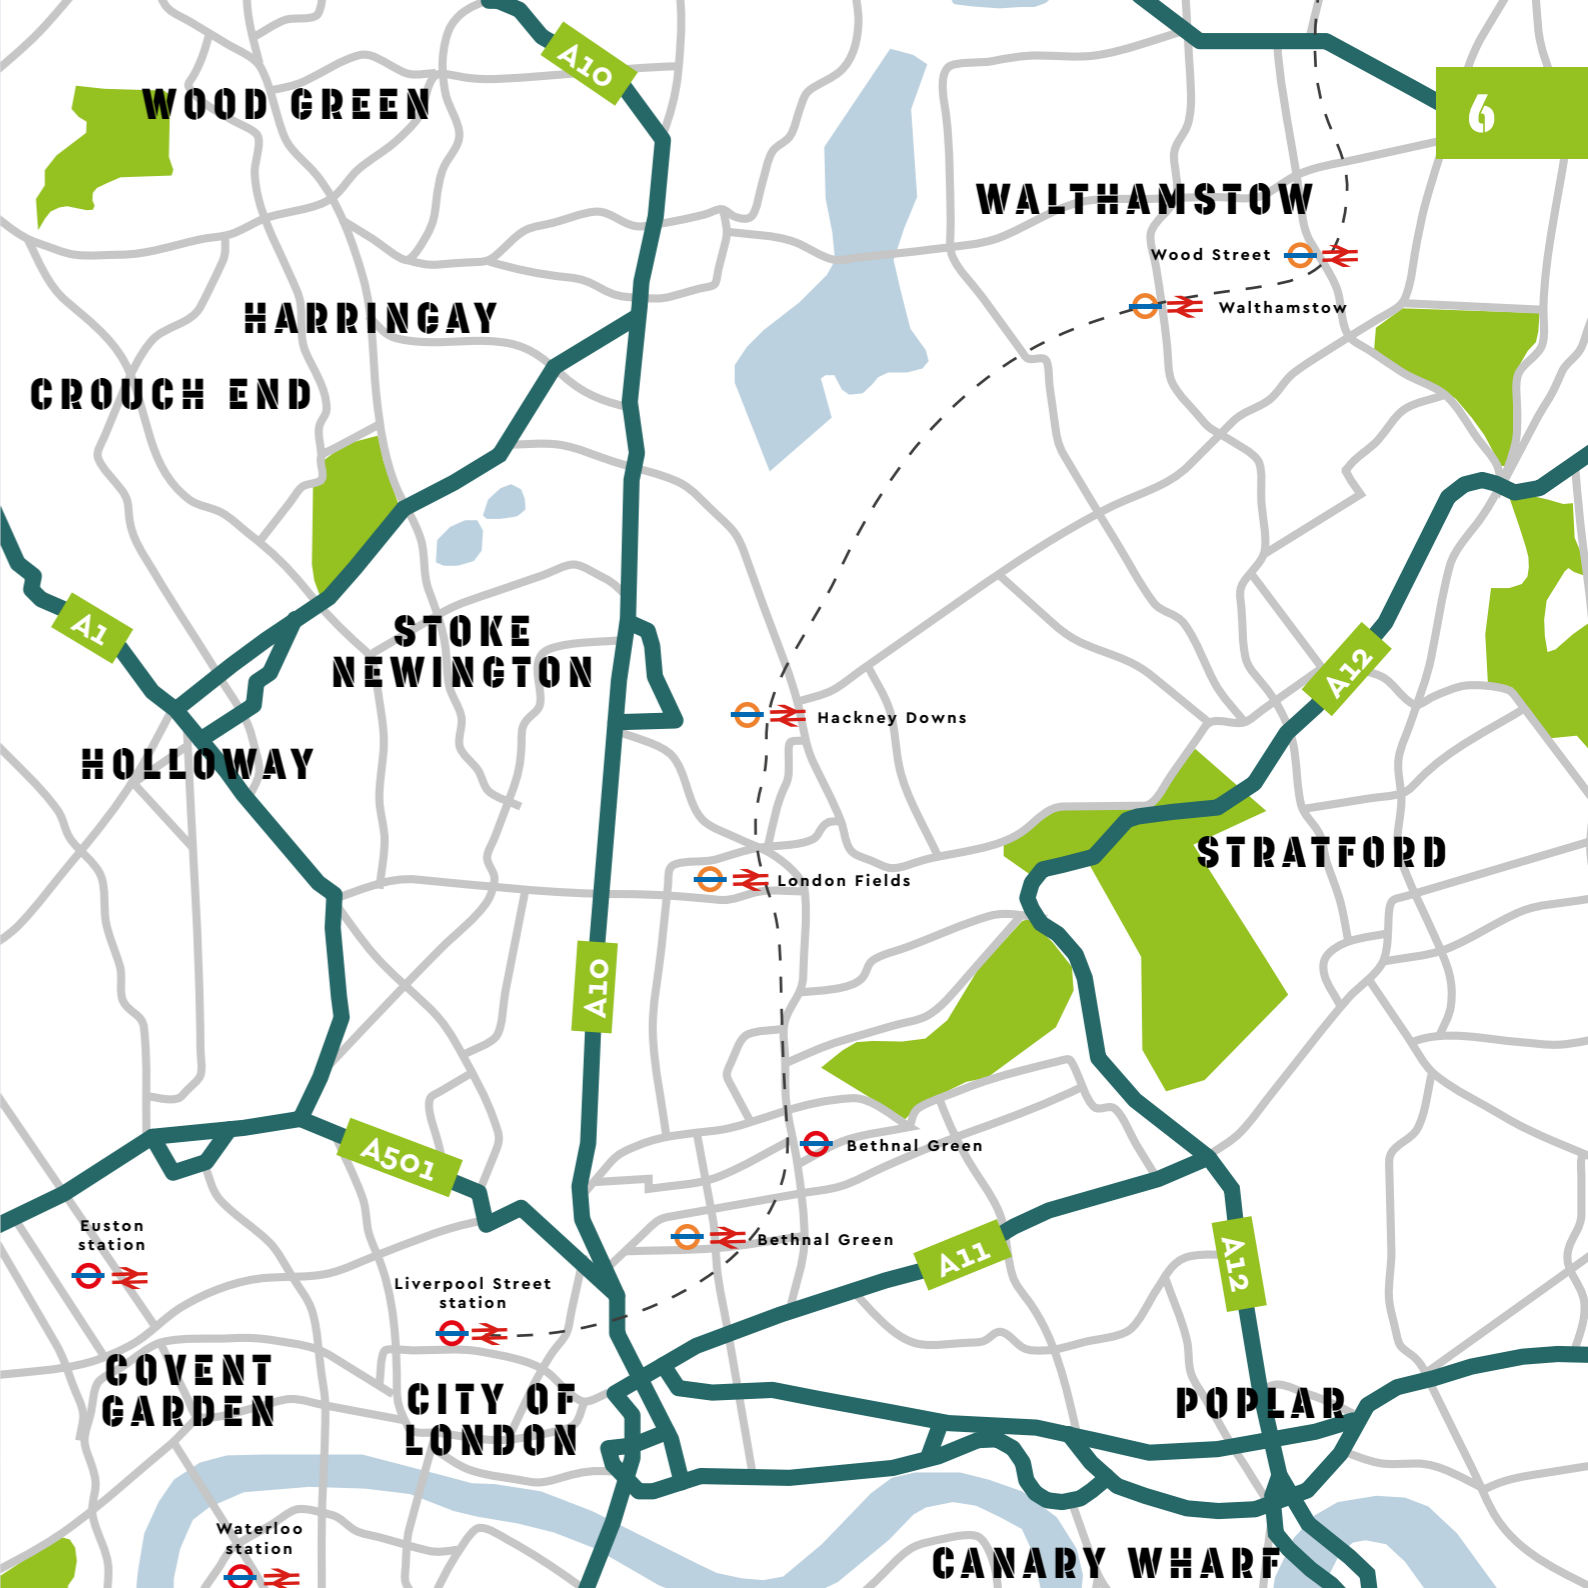 A10
WOOD GREEN
6
WALTHAMSTOW
Wood Street
Walthamstow
HARRINGAY
CROUCH END
A1
STOKE
NEWINGTON
A12
Hackney Downs
HOLLOWAY
STRATFORD
London Fields
A10
A501
Bethnal Green
Euston
station
Bethnal Green
A11
A12
Liverpool Street
station
COVENT
GARDEN
CITY OF
LONDON
POPLAR
Waterloo
station
CANARY WHARF